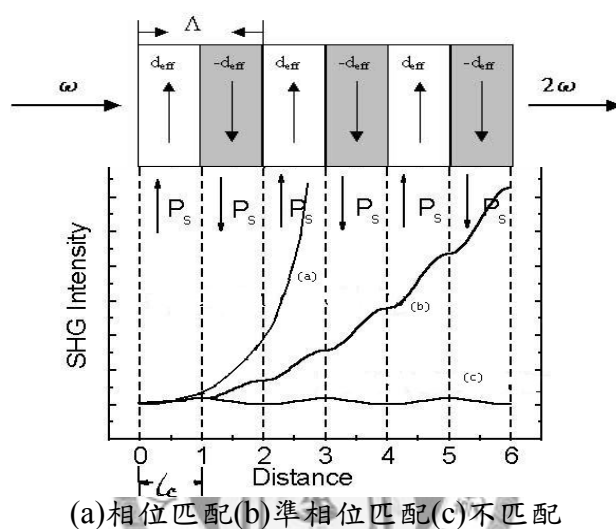 Λ
d_eff -d_eff d_eff -d_eff d_eff -d_eff
ω 2ω
P_S P_S P_S P_S P_S P_S
SHG Intensity
(a)
(b)
(c)
0 1 2 3 4 5 6
l_c Distance
(a)相位匹配(b)準相位匹配(c)不匹配